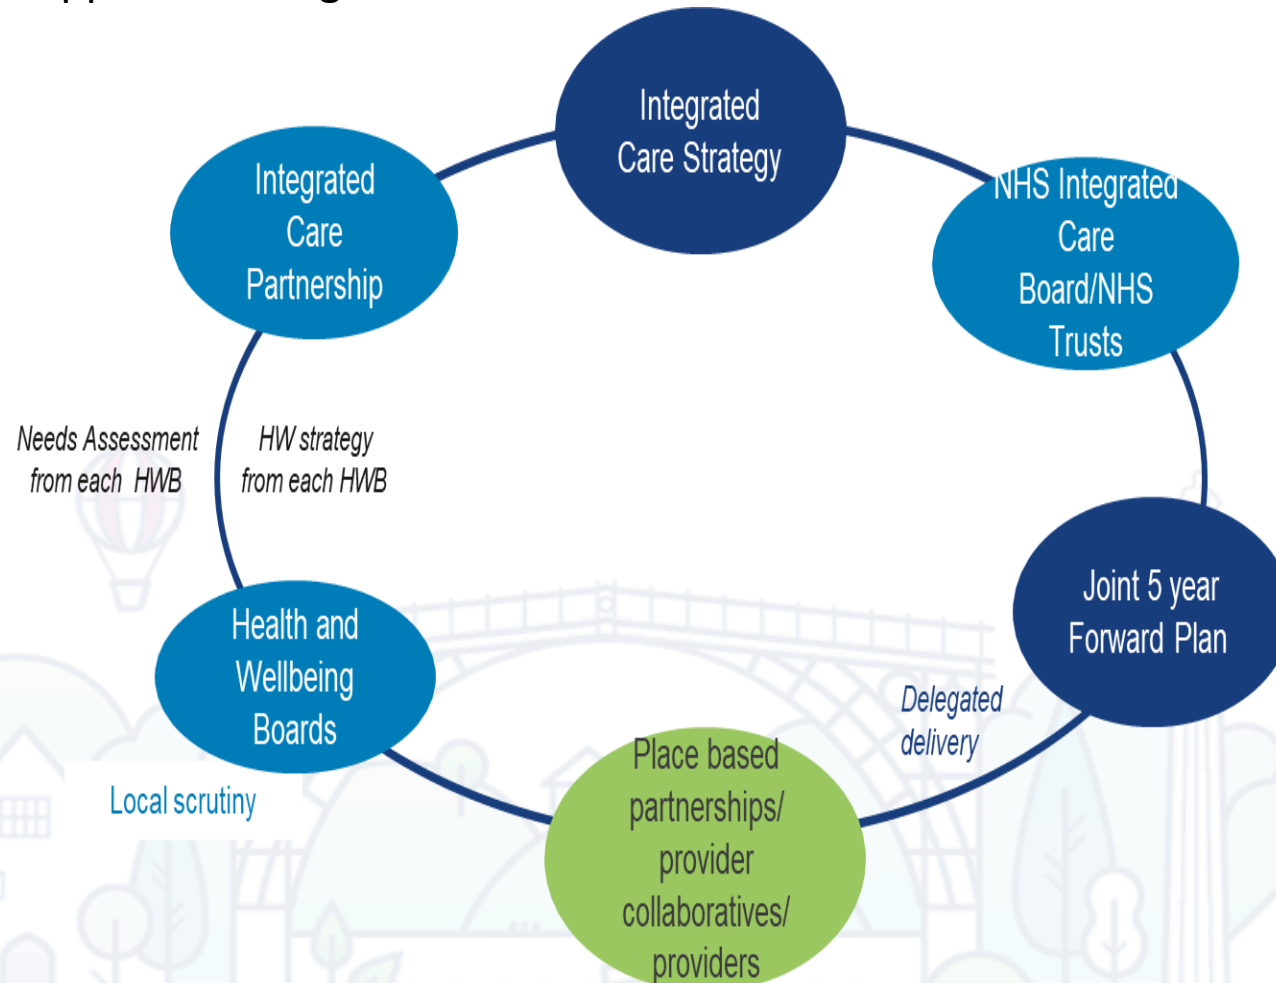 Integrated
Care Strategy
Integrated
Care
Partnership
NHS Integrated
Care
Board/NHS
Trusts
Needs Assessment
from each HWB
HW strategy
from each HWB
Joint 5 year
Forward Plan
Health and
Wellbeing
Boards
Delegated
delivery
Place based
partnerships/
provider
collaboratives/
providers
Local scrutiny